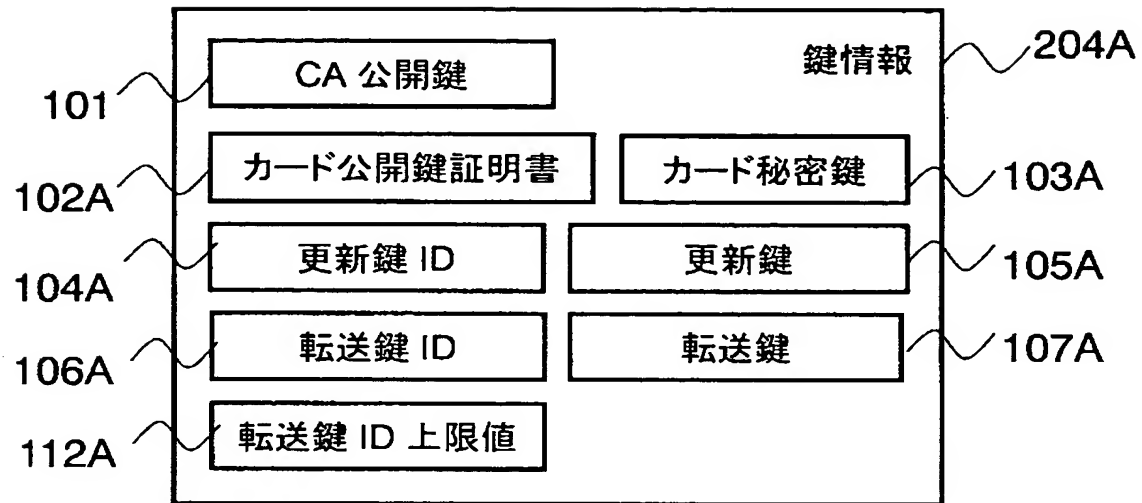 CA 公開鍵
鍵情報
204A
101
カード公開鍵証明書
カード秘密鍵
102A
103A
更新鍵 ID
更新鍵
104A
105A
転送鍵 ID
転送鍵
106A
107A
転送鍵 ID 上限値
112A